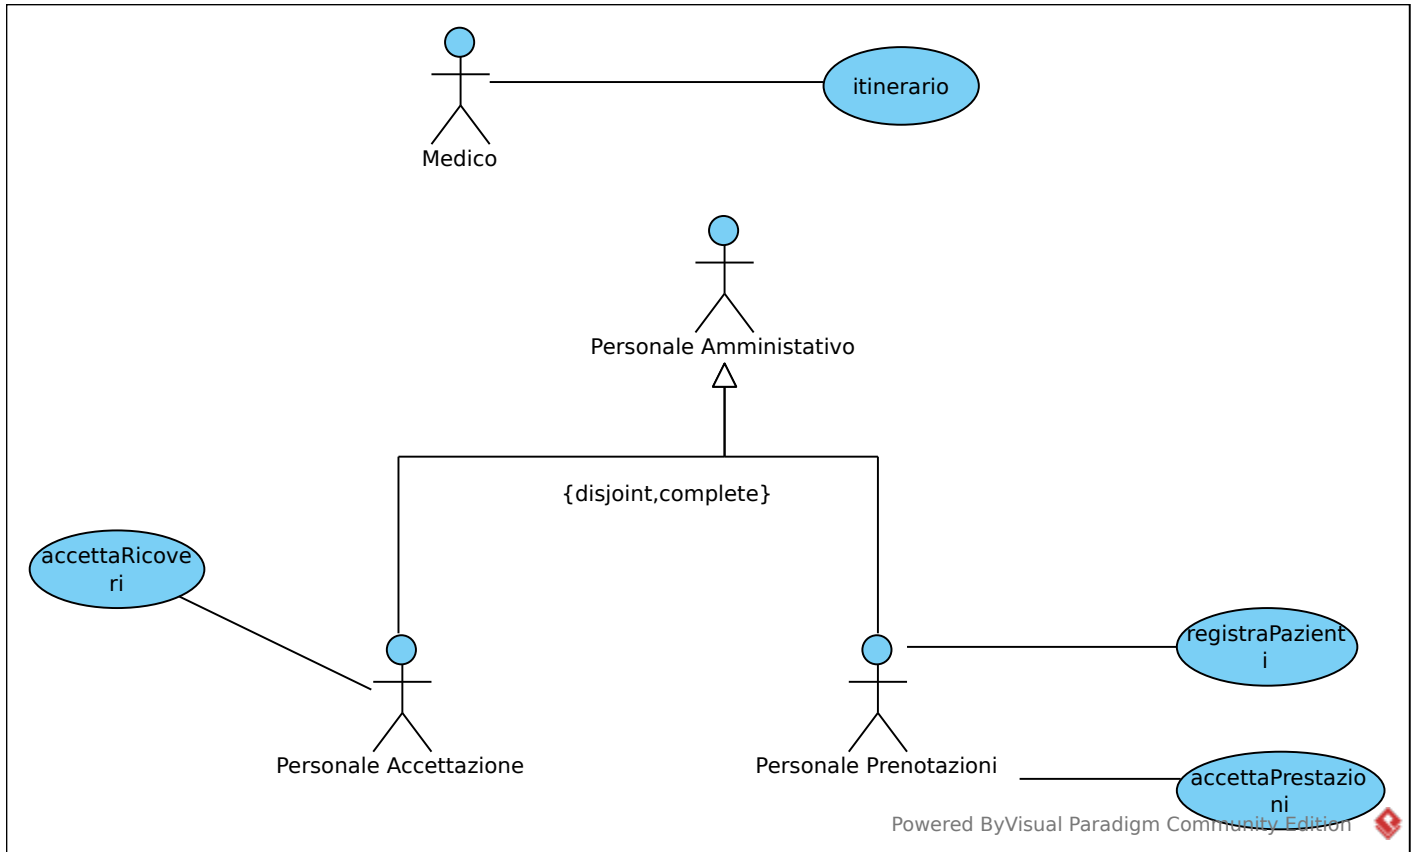 itinerario
Medico
Personale Amministativo
{disjoint,complete}
accettaRicove
ri
registraPazient
i
Personale Accettazione
Personale Prenotazioni
accettaPrestazio
ni
Powered ByVisual Paradigm Community Edition